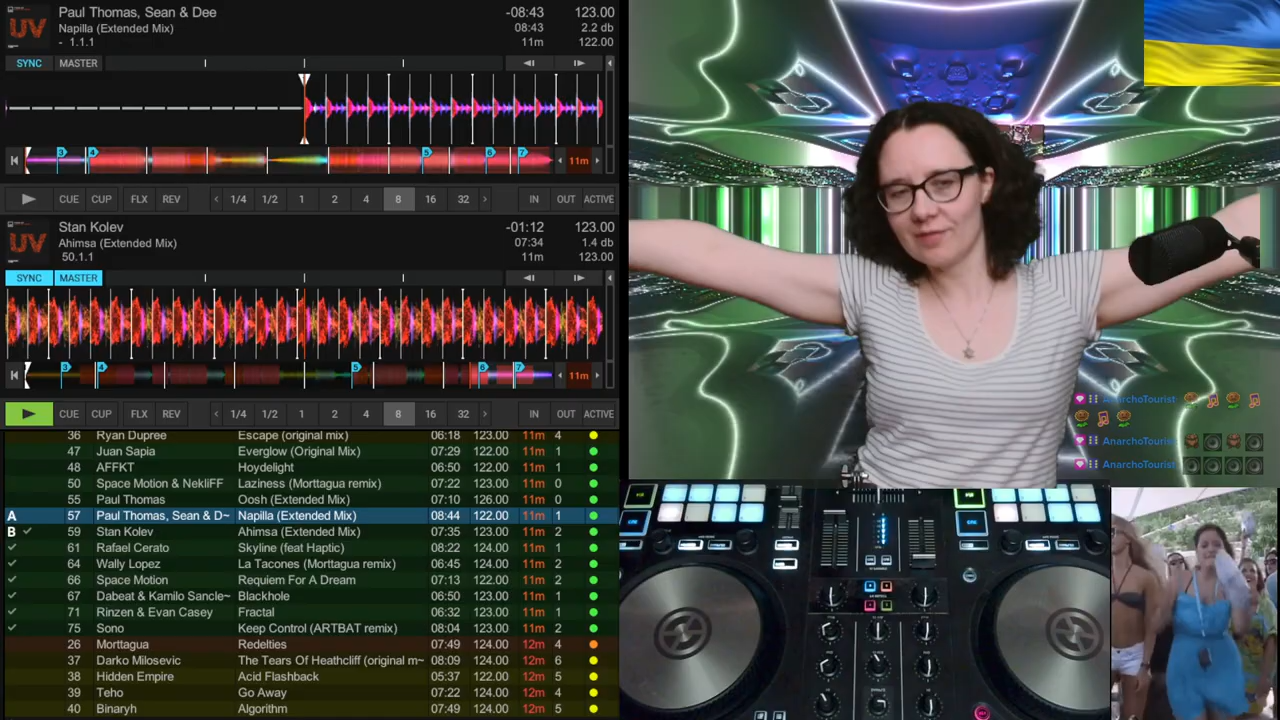 Paul Thomas, Sean & Dee -08:43 123.00
Napilla (Extended Mix) 08:43 2.2 db
- 1.1.1 11m 122.00
UV
SYNC MASTER
3 4 5 6 7 11m
CUE CUP FLX REV < 1/4 1/2 1 2 4 8 16 32 > IN OUT ACTIVE
Stan Kolev -01:12 123.00
Ahimsa (Extended Mix) 07:34 1.4 db
50.1.1 11m 123.00
UV
SYNC MASTER
3 4 5 6 7 11m
CUE CUP FLX REV < 1/4 1/2 1 2 4 8 16 32 > IN OUT ACTIVE
36 Ryan Dupree Escape (original mix) 06:18 123.00 11m 4
47 Juan Sapia Everglow (Original Mix) 07:29 122.00 11m 1
48 AFFKT Hoydelight 06:50 122.00 11m 1
50 Space Motion & NekliFF Laziness (Morttagua remix) 07:22 123.00 11m 0
55 Paul Thomas Oosh (Extended Mix) 07:10 126.00 11m 0
A 57 Paul Thomas, Sean & D~ Napilla (Extended Mix) 08:44 122.00 11m 1
B 59 Stan Kolev Ahimsa (Extended Mix) 07:35 123.00 11m 2
61 Rafael Cerato Skyline (feat Haptic) 08:22 124.00 11m 1
64 Wally Lopez La Tacones (Morttagua remix) 06:45 124.00 11m 2
66 Space Motion Requiem For A Dream 07:13 122.00 11m 2
67 Dabeat & Kamilo Sancle~ Blackhole 06:50 123.00 11m 1
71 Rinzen & Evan Casey Fractal 06:32 123.00 11m 1
75 Sono Keep Control (ARTBAT remix) 08:04 123.00 11m 2
26 Morttagua Redelties 07:49 124.00 12m 4
37 Darko Milosevic The Tears Of Heathcliff (original m~ 08:09 124.00 12m 6
38 Hidden Empire Acid Flashback 05:37 122.00 12m 5
39 Teho Go Away 07:22 124.00 12m 4
40 Binaryh Algorithm 07:49 124.00 12m 5
AnarchoTourist
AnarchoTourist
AnarchoTourist